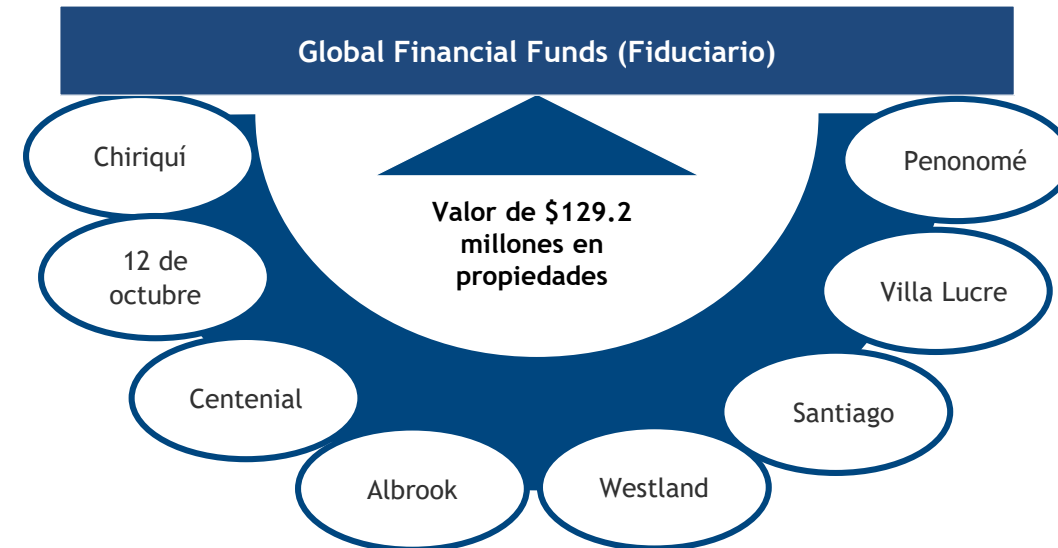 Global Financial Funds (Fiduciario)
Chiriquí
Penonomé
Valor de $129.2
millones en
propiedades
12 de
octubre
Villa Lucre
Centenial
Santiago
Albrook
Westland